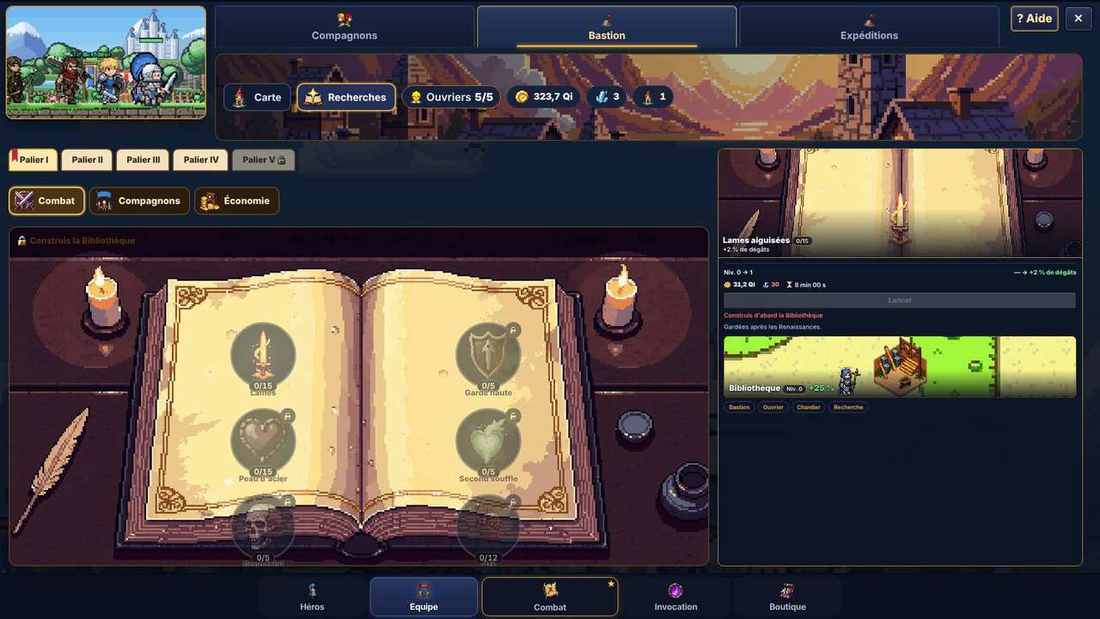 Compagnons
Bastion
Expéditions
? Aide
×
Carte
Recherches
Ouvriers 5/5
323,7 Qi
3
1
Palier I
Palier II
Palier III
Palier IV
Palier V
Combat
Compagnons
Économie
Construis la Bibliothèque
0/15
Lames
0/5
Garde haute
0/15
Peau d'acier
0/5
Second souffle
0/5
0/12
Lames aiguisées 0/15
+2 % de dégâts
Niv. 0 → 1
— → +2 % de dégâts
31,2 Qi
30
8 min 00 s
Lancer
Construis d'abord la Bibliothèque
Gardées après les Renaissances.
Bibliothèque Niv. 0 +25 %
Bastion
Ouvrier
Chantier
Recherche
Héros
Équipe
Combat
Invocation
Boutique